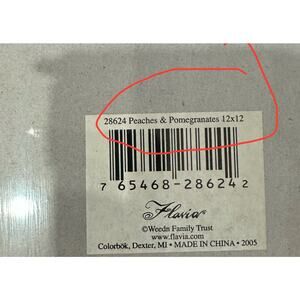 28624 Peaches & Pomegranates 12x12
7 65468-28624 2
Flavia®
©Weedn Family Trust
www.flavia.com
Colorbök, Dexter, MI • MADE IN CHINA • 2005